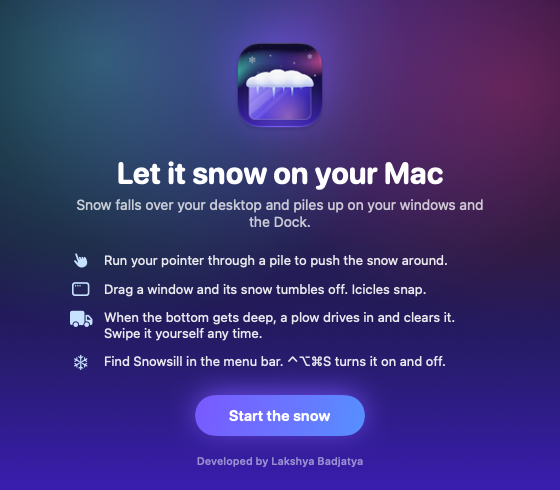 Let it snow on your Mac
Snow falls over your desktop and piles up on your windows and
the Dock.
Run your pointer through a pile to push the snow around.
Drag a window and its snow tumbles off. Icicles snap.
When the bottom gets deep, a plow drives in and clears it.
Swipe it yourself any time.
Find Snowsill in the menu bar. ⌃⌥⌘S turns it on and off.
Start the snow
Developed by Lakshya Badjatya